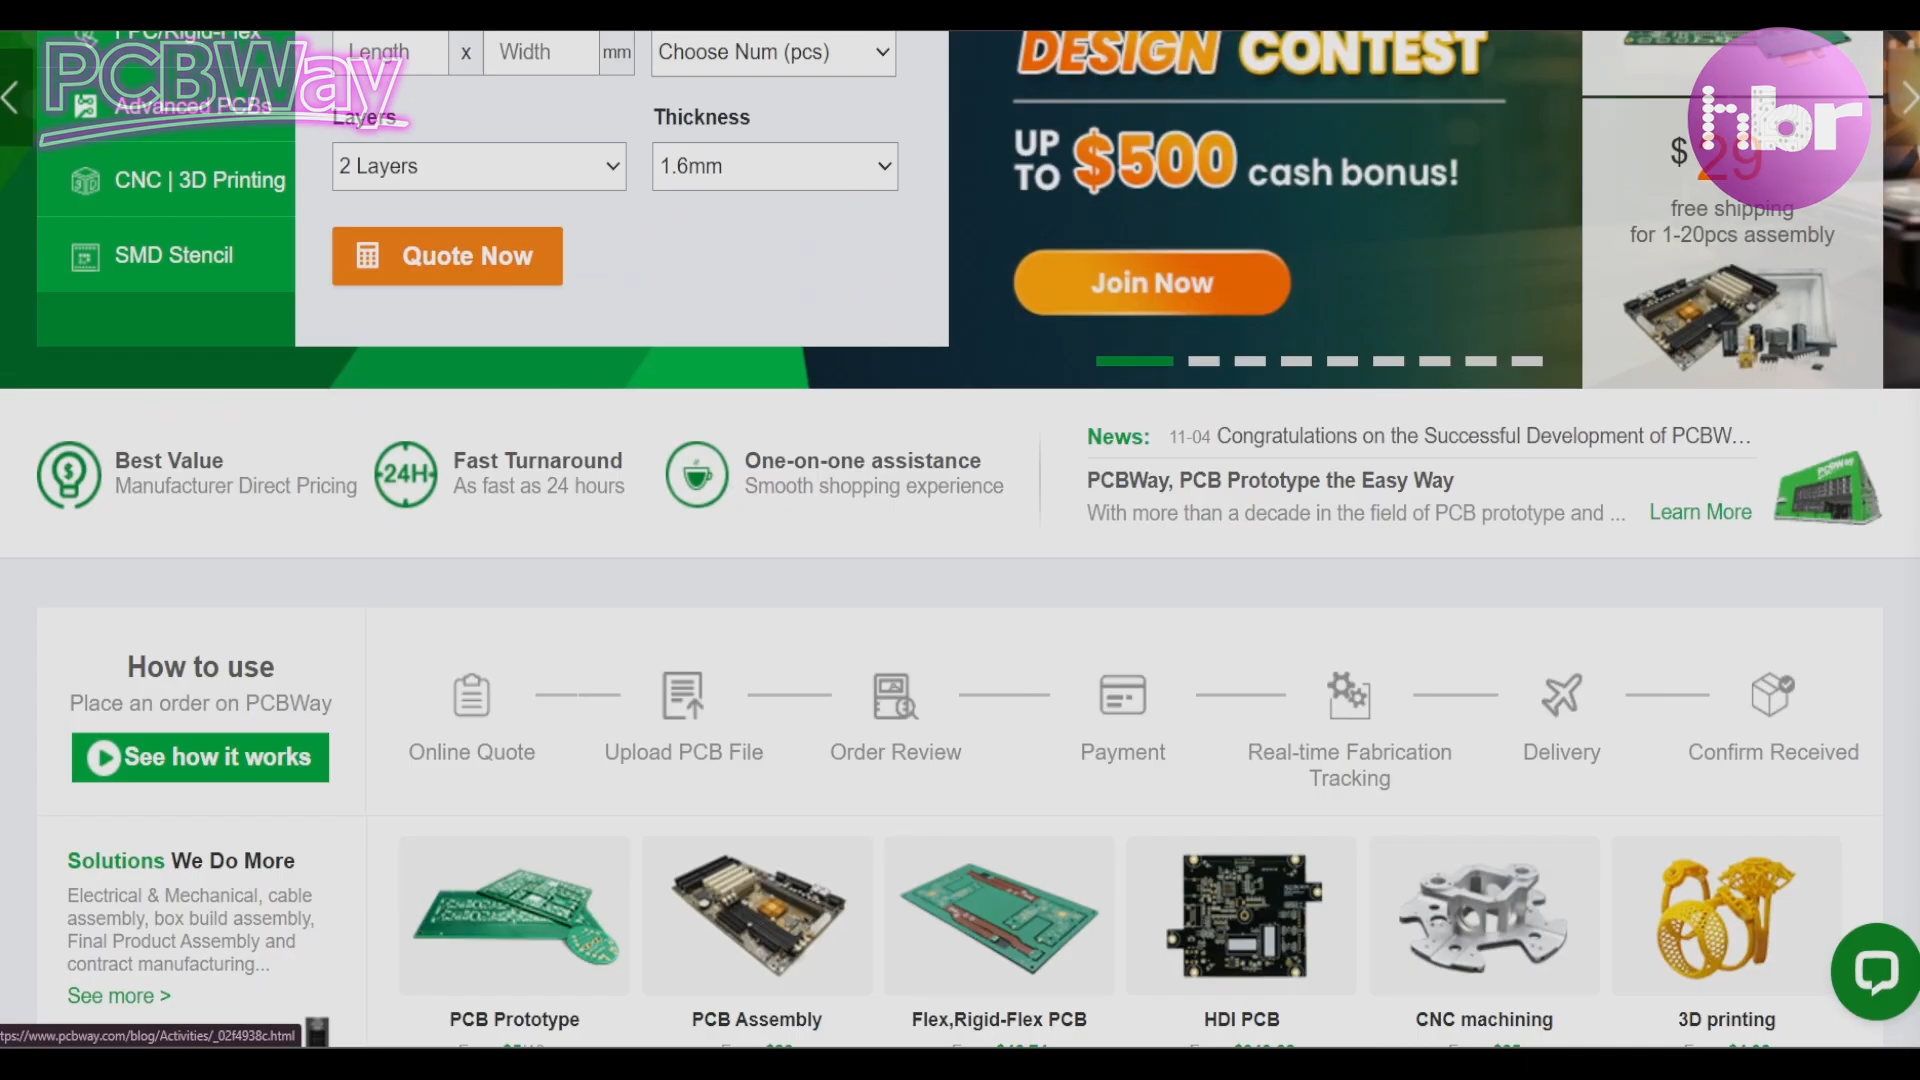 FPC/Rigid-Flex
PCBWay
Advanced PCBs
CNC | 3D Printing
SMD Stencil
Length x Width mm
Choose Num (pcs)
Layers
Thickness
2 Layers
1.6mm
Quote Now
DESIGN CONTEST
UP TO $500 cash bonus!
Join Now
hbr
$ 29
free shipping
for 1-20pcs assembly
Best Value
Manufacturer Direct Pricing
24H
Fast Turnaround
As fast as 24 hours
One-on-one assistance
Smooth shopping experience
News: 11-04 Congratulations on the Successful Development of PCBW...
PCBWay, PCB Prototype the Easy Way
With more than a decade in the field of PCB prototype and ... Learn More
PCBWay
How to use
Place an order on PCBWay
See how it works
Online Quote
Upload PCB File
Order Review
Payment
Real-time Fabrication
Tracking
Delivery
Confirm Received
Solutions We Do More
Electrical & Mechanical, cable
assembly, box build assembly,
Final Product Assembly and
contract manufacturing...
See more >
PCB Prototype
PCB Assembly
Flex,Rigid-Flex PCB
HDI PCB
CNC machining
3D printing
tps://www.pcbway.com/blog/Activities/_02f4938c.html